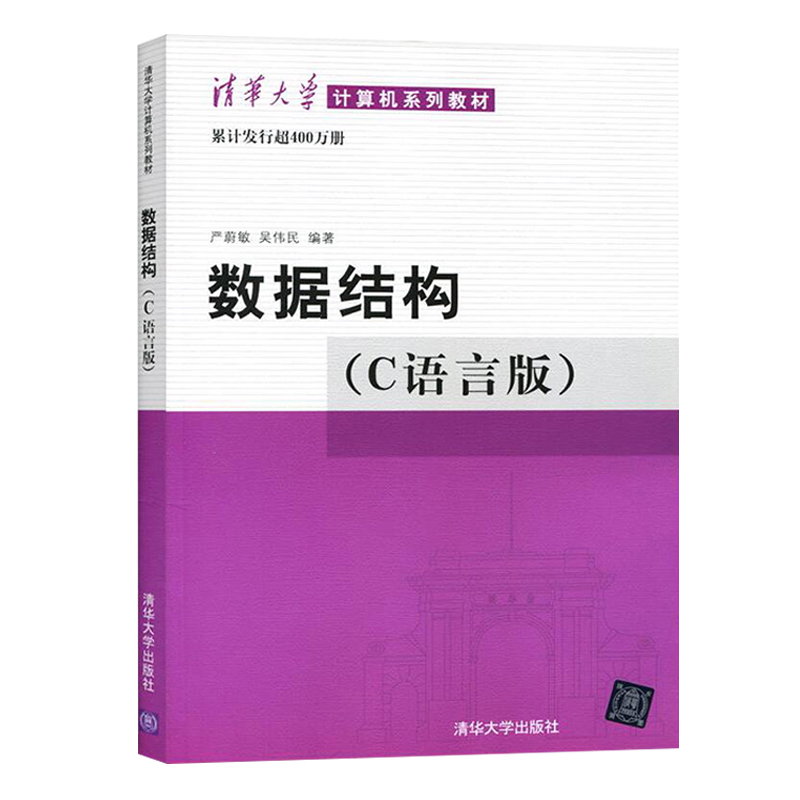 清华大学计算机系列教材
数据结构(C语言版)
清华大学出版社
清华大学 计算机系列教材
累计发行超400万册
严蔚敏 吴伟民 编著
数据结构
(C语言版)
清华大学出版社